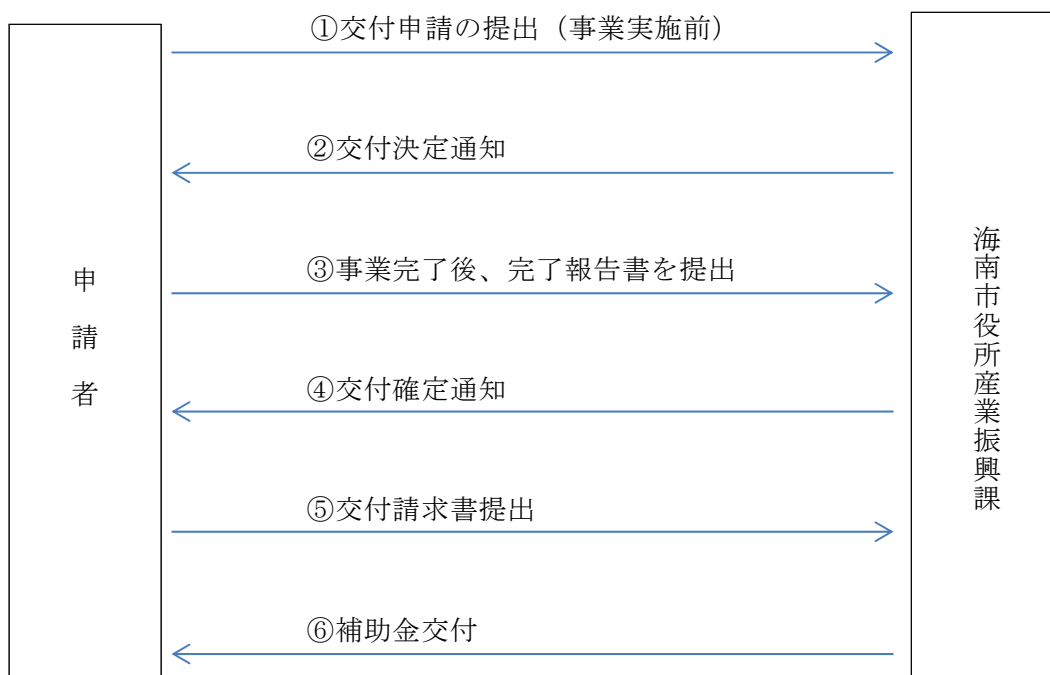 ①交付申請の提出（事業実施前）
②交付決定通知
③事業完了後、完了報告書を提出
④交付確定通知
⑤交付請求書提出
⑥補助金交付
申請者
海南市役所産業振興課